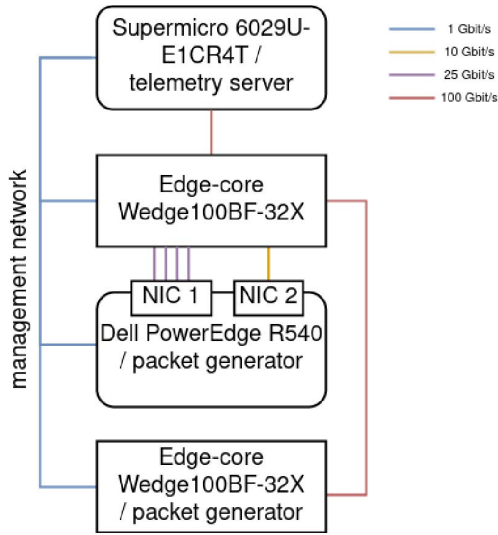 Supermicro 6029U-
E1CR4T /
telemetry server
1 Gbit/s
10 Gbit/s
25 Gbit/s
100 Gbit/s
management network
Edge-core
Wedge100BF-32X
NIC 1
NIC 2
Dell PowerEdge R540
/ packet generator
Edge-core
Wedge100BF-32X
/ packet generator